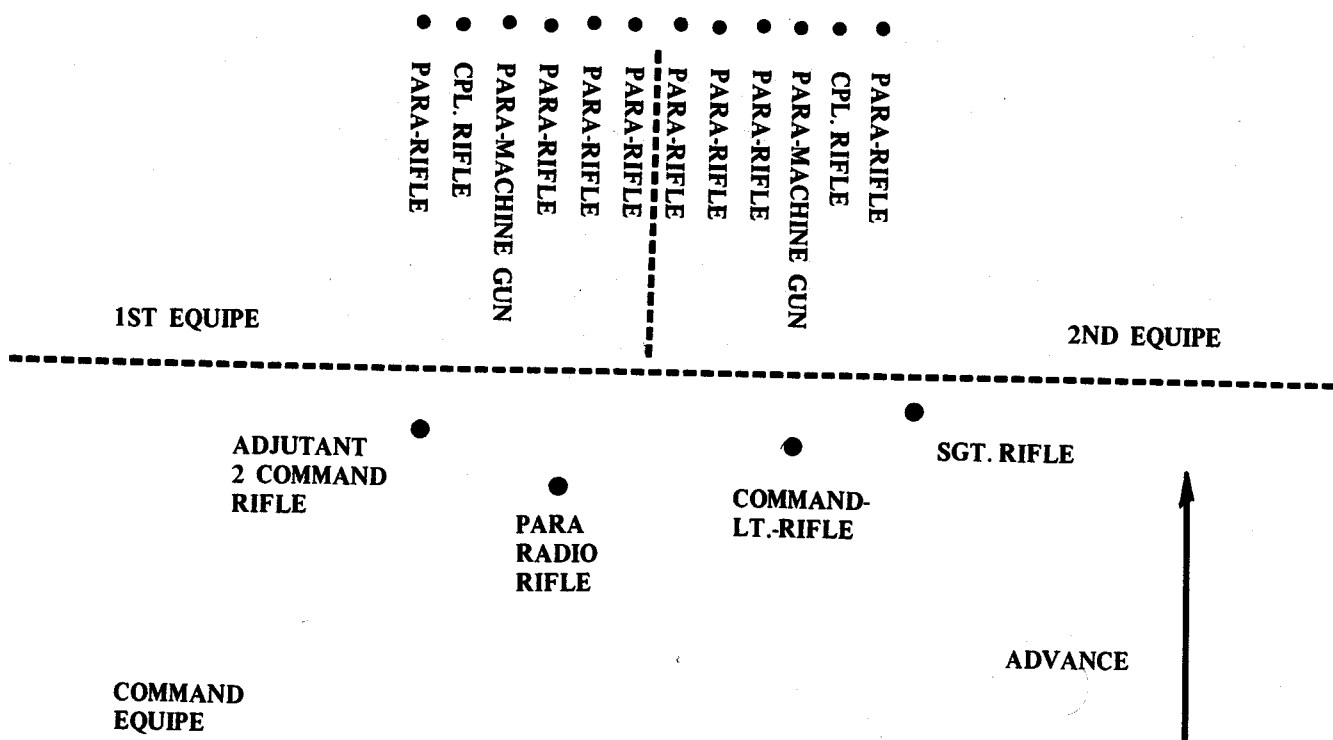 PARA-RIFLE
CPL. RIFLE
PARA-MACHINE GUN
PARA-RIFLE
PARA-RIFLE
PARA-RIFLE
PARA-RIFLE
PARA-RIFLE
PARA-RIFLE
PARA-MACHINE GUN
CPL. RIFLE
PARA-RIFLE
1ST EQUIPE
2ND EQUIPE
ADJUTANT
2 COMMAND
RIFLE
PARA
RADIO
RIFLE
COMMAND-
LT.-RIFLE
SGT. RIFLE
ADVANCE
COMMAND
EQUIPE